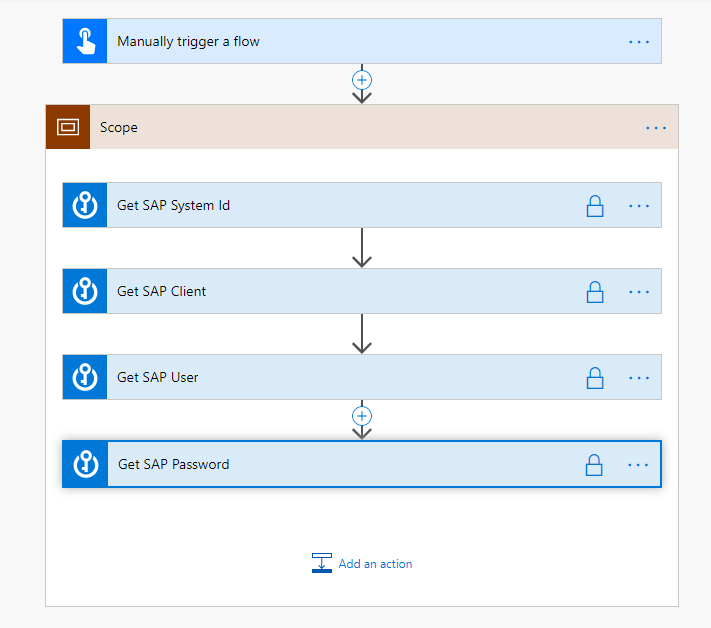 Manually trigger a flow
Scope
Get SAP System Id
Get SAP Client
Get SAP User
Get SAP Password
Add an action